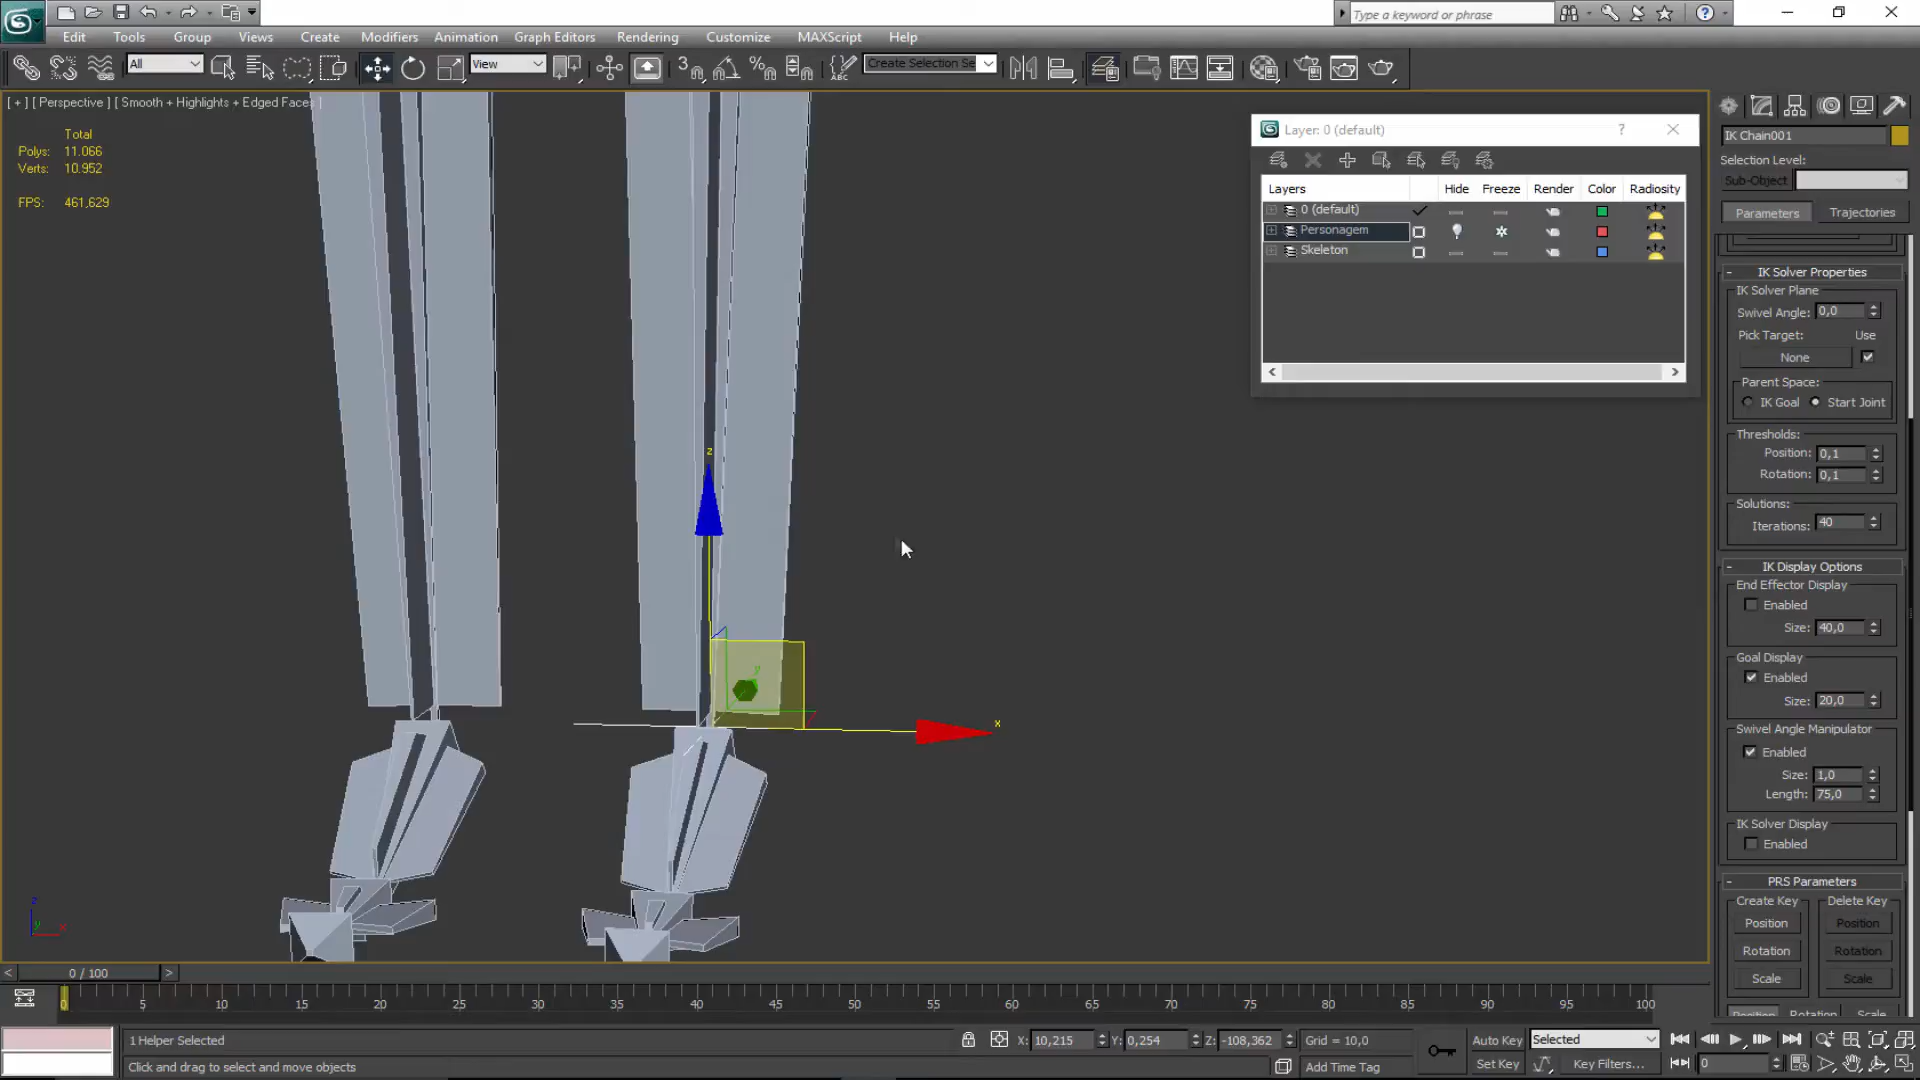 Type a keyword or phrase
Edit Tools Group Views Create Modifiers Animation Graph Editors Rendering Customize MAXScript Help
All View 3 Create Selection Se
[ + ] [ Perspective ] [ Smooth + Highlights + Edged Faces ]
Total
Polys: 11.066
Verts: 10.952
FPS: 461,629
Layer: 0 (default) ?
Layers Hide Freeze Render Color Radiosity
0 (default)
Personagem
Skeleton
IK Chain001
Selection Level:
Sub-Object
Parameters Trajectories
IK Solver Properties
IK Solver Plane
Swivel Angle: 0,0
Pick Target: Use
None
Parent Space:
IK Goal Start Joint
Thresholds:
Position: 0,1
Rotation: 0,1
Solutions:
Iterations: 40
IK Display Options
End Effector Display
Enabled
Size: 40,0
Goal Display
Enabled
Size: 20,0
Swivel Angle Manipulator
Enabled
Size: 1,0
Length: 75,0
IK Solver Display
Enabled
PRS Parameters
Create Key Delete Key
Position Position
Rotation Rotation
Scale Scale
Position Rotation Scale
z
y
x
z
y
x
0 / 100
0 5 10 15 20 25 30 35 40 45 50 55 60 65 70 75 80 85 90 95 100
1 Helper Selected X: 10,215 Y: 0,254 Z: -108,362 Grid = 10,0 Auto Key Selected
Click and drag to select and move objects Add Time Tag Set Key Key Filters... 0